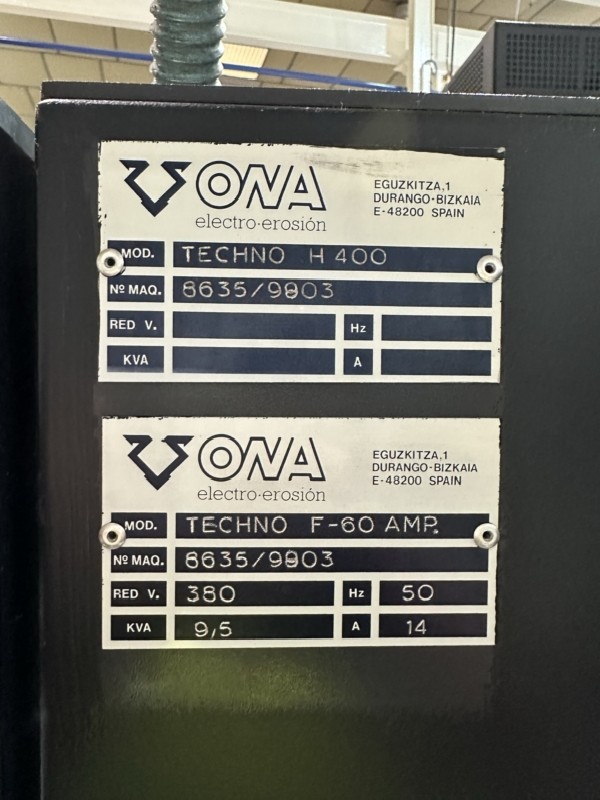 ONA
electro·erosión
EGUZKITZA,1
DURANGO·BIZKAIA
E-48200 SPAIN
MOD. TECHNO H 400
Nº MAQ. 8635/9903
RED V. Hz
KVA A
ONA
electro·erosión
EGUZKITZA,1
DURANGO·BIZKAIA
E-48200 SPAIN
MOD. TECHNO F-60 AMP.
Nº MAQ. 8635/9903
RED V. 380 Hz 50
KVA 9,5 A 14